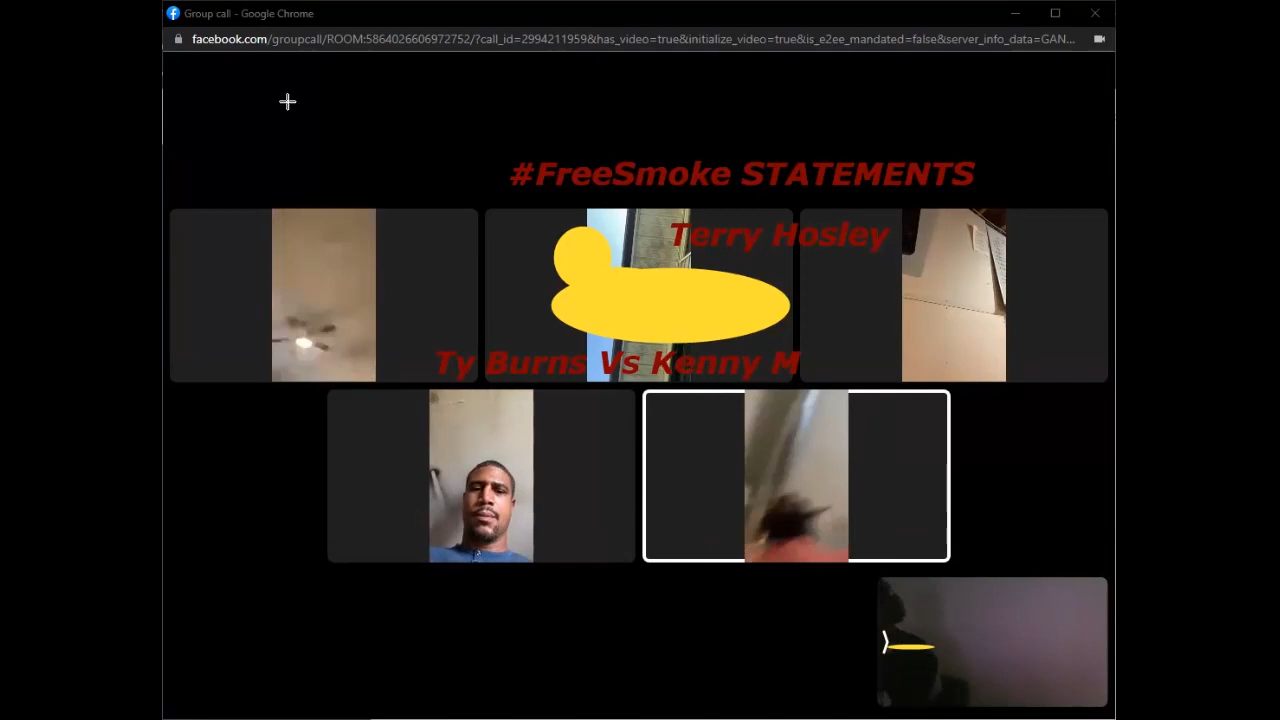 Group call - Google Chrome
facebook.com/groupcall/ROOM:5864026606972752/?call_id=2994211959&has_video=true&initialize_video=true&is_e2ee_mandated=false&server_info_data=GAN...
#FreeSmoke STATEMENTS
Terry Hosley
Ty Burns Vs Kenny M